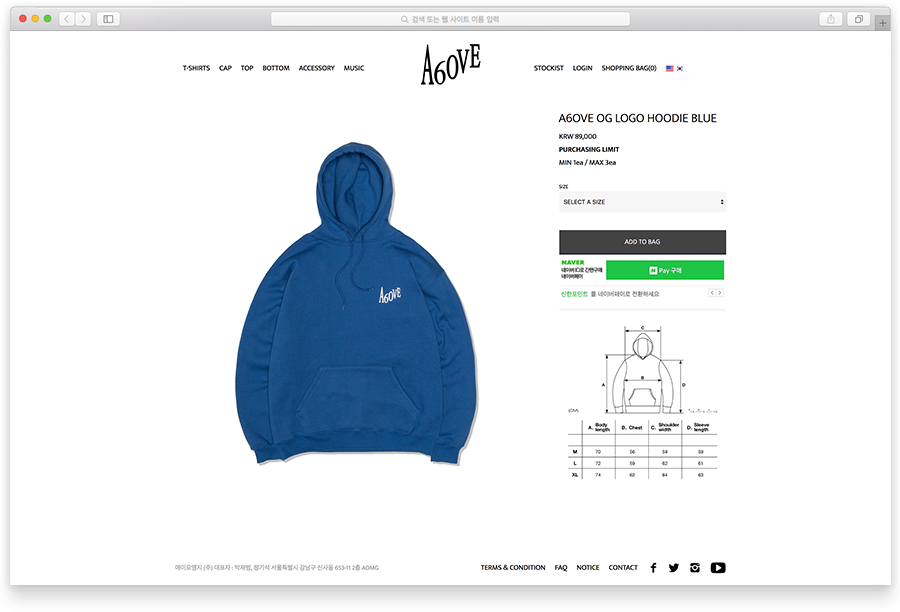 검색 또는 웹 사이트 이름 입력
T-SHIRTS CAP TOP BOTTOM ACCESSORY MUSIC
A6OVE
STOCKIST LOGIN SHOPPING BAG(0)
A6OVE OG LOGO HOODIE BLUE
KRW 89,000
PURCHASING LIMIT
MIN 1ea / MAX 3ea
SIZE
SELECT A SIZE
ADD TO BAG
A6OVE
NAVER
네이버ID로 간편구매
네이버페이
N Pay 구매
신한포인트 를 네이버페이로 전환하세요
C
A B D
(CM)
A. Body length B. Chest C. Shoulder width D. Sleeve length
M 70 56 59 59
L 72 59 62 61
XL 74 62 64 63
에이오엠지 (주) 대표자 : 박재범, 정기석 서울특별시 강남구 신사동 653-11 2층 AOMG
TERMS & CONDITION FAQ NOTICE CONTACT